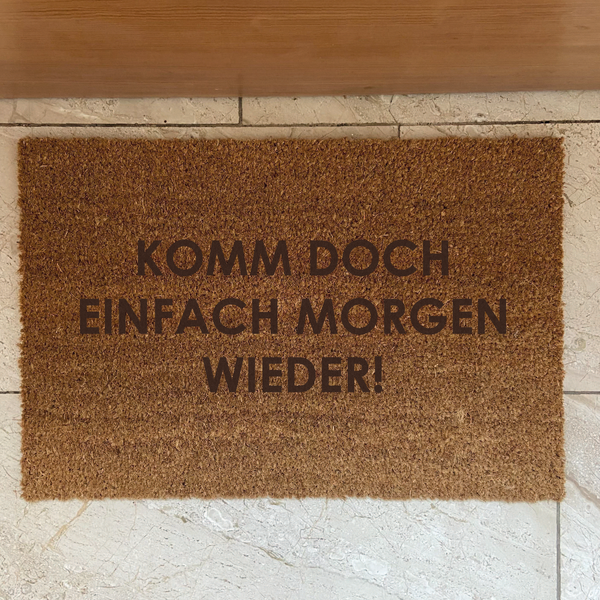 KOMM DOCH
EINFACH MORGEN
WIEDER!